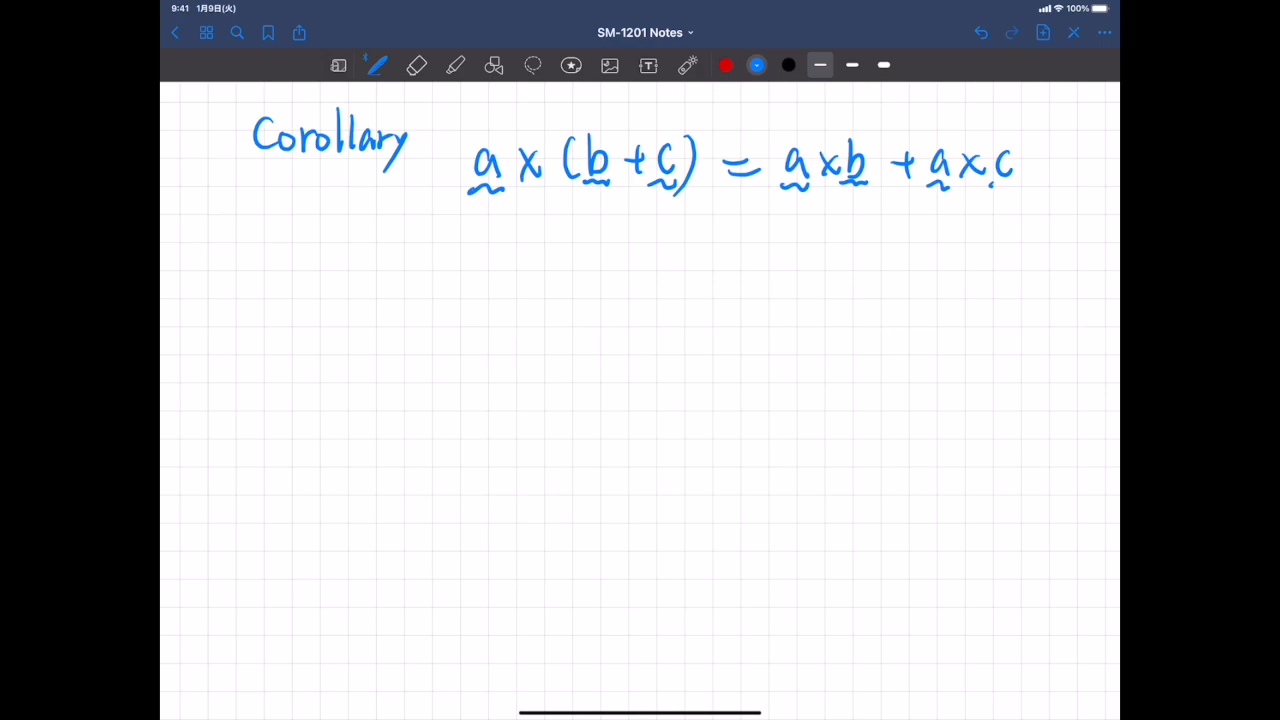 9:41 1月9日(火)
100%
SM-1201 Notes
Corollary
a × (b + c) = a × b + a × c